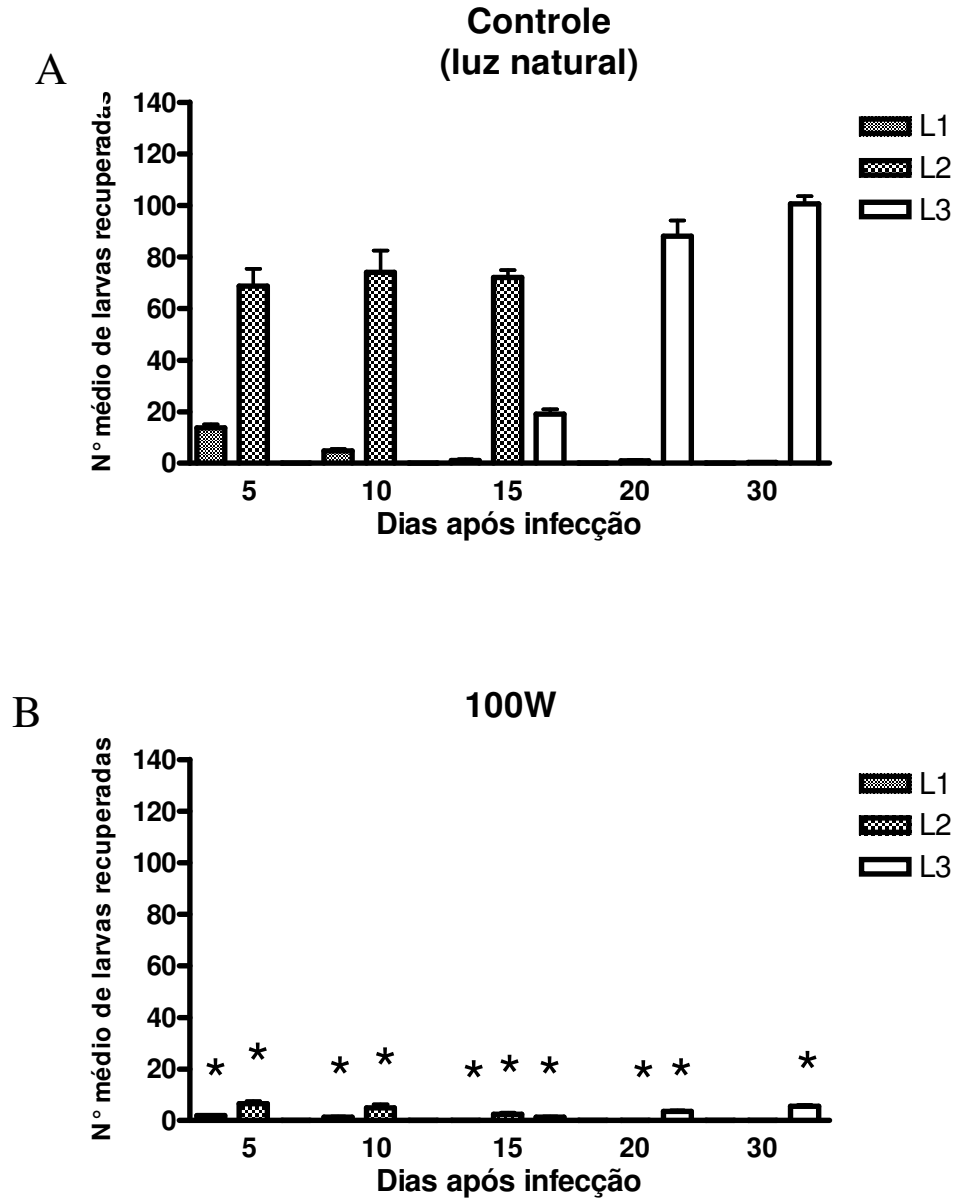 A
Controle
(luz natural)
N° médio de larvas recuperadas
140
120
100
80
60
40
20
0
5 10 15 20 30
Dias após infecção
L1
L2
L3
B
100W
N° médio de larvas recuperadas
140
120
100
80
60
40
20
0
* * * * * * * * * *
5 10 15 20 30
Dias após infecção
L1
L2
L3